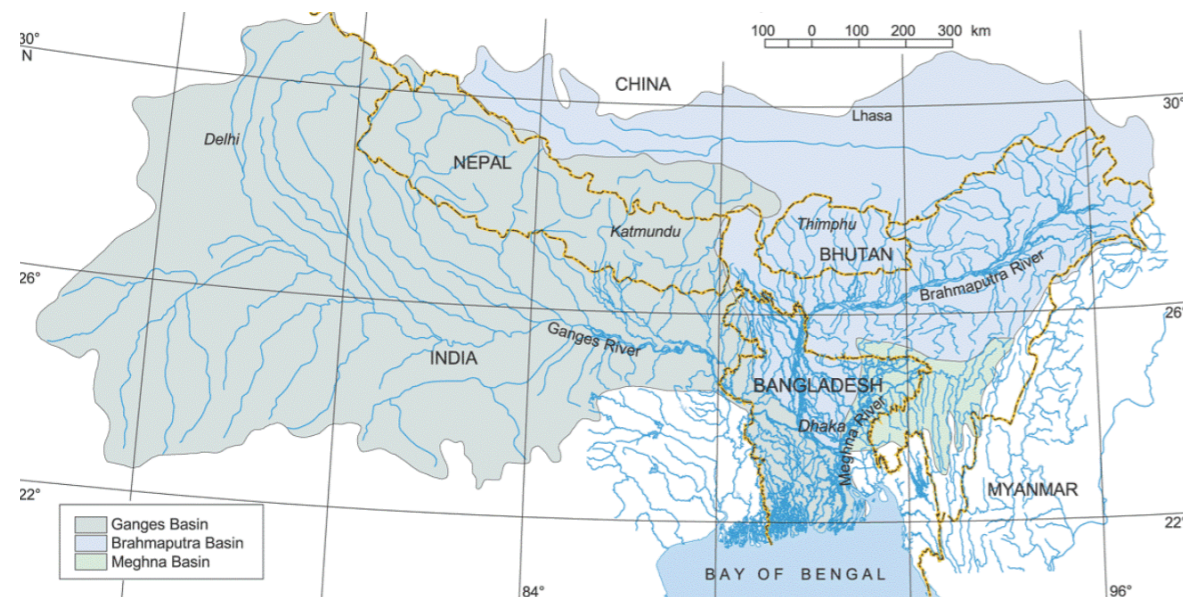 100 0 100 200 300 km
30°
N
CHINA
30°
Lhasa
Delhi
NEPAL
Katmundu
Thimphu
BHUTAN
Brahmaputra River
26°
26°
Ganges River
INDIA
BANGLADESH
Dhaka
Meghna River
MYANMAR
22°
22°
Ganges Basin
Brahmaputra Basin
Meghna Basin
BAY OF BENGAL
84°
96°